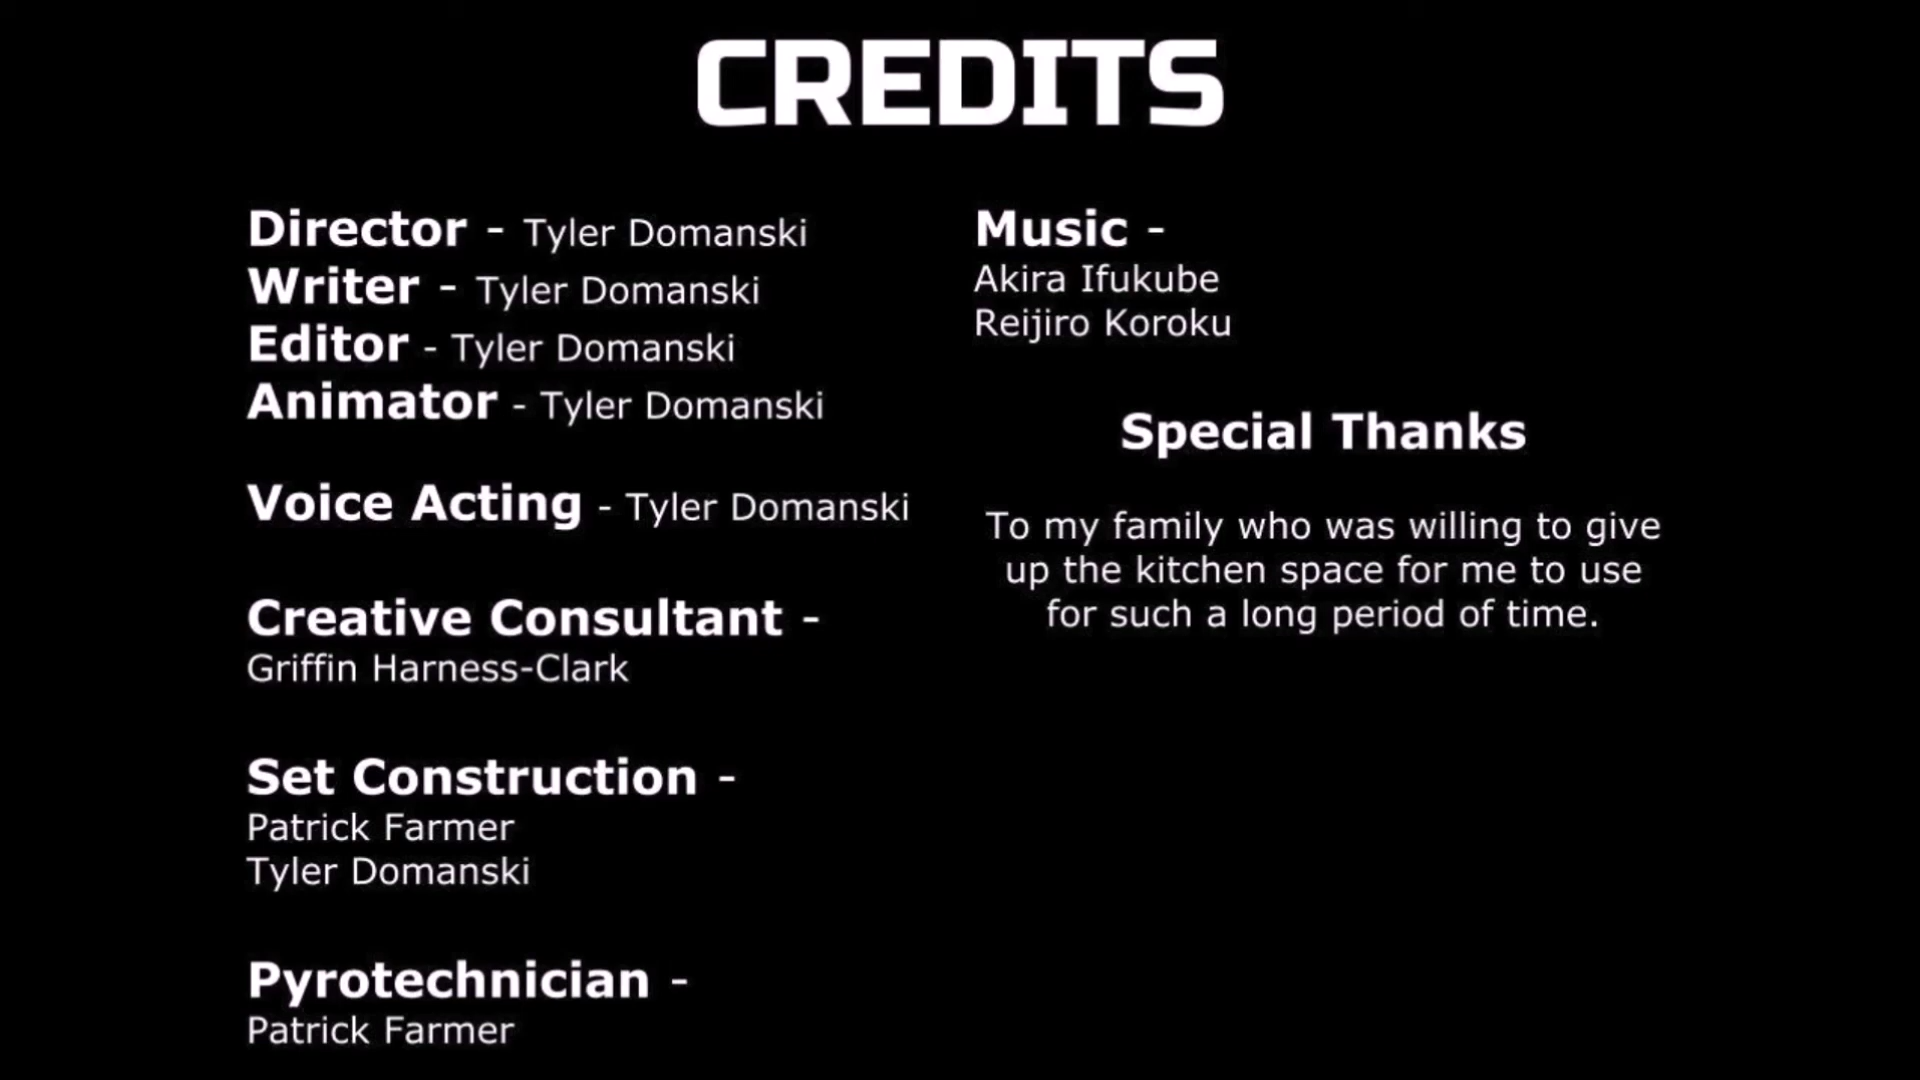 CREDITS
Director - Tyler Domanski
Writer - Tyler Domanski
Editor - Tyler Domanski
Animator - Tyler Domanski
Voice Acting - Tyler Domanski
Creative Consultant -
Griffin Harness-Clark
Set Construction -
Patrick Farmer
Tyler Domanski
Pyrotechnician -
Patrick Farmer
Music -
Akira Ifukube
Reijiro Koroku
Special Thanks
To my family who was willing to give
up the kitchen space for me to use
for such a long period of time.